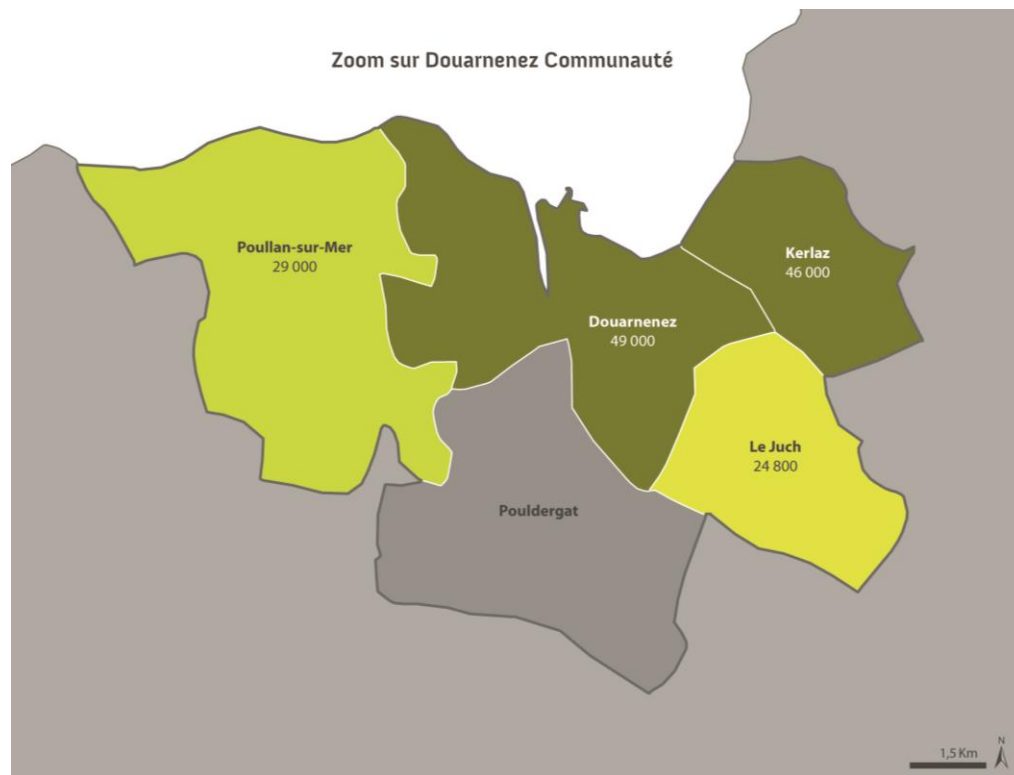 Zoom sur Douarnenez Communauté
Poullan-sur-Mer
29 000
Kerlaz
46 000
Douarnenez
49 000
Le Juch
24 800
Pouldergat
N
1,5 Km